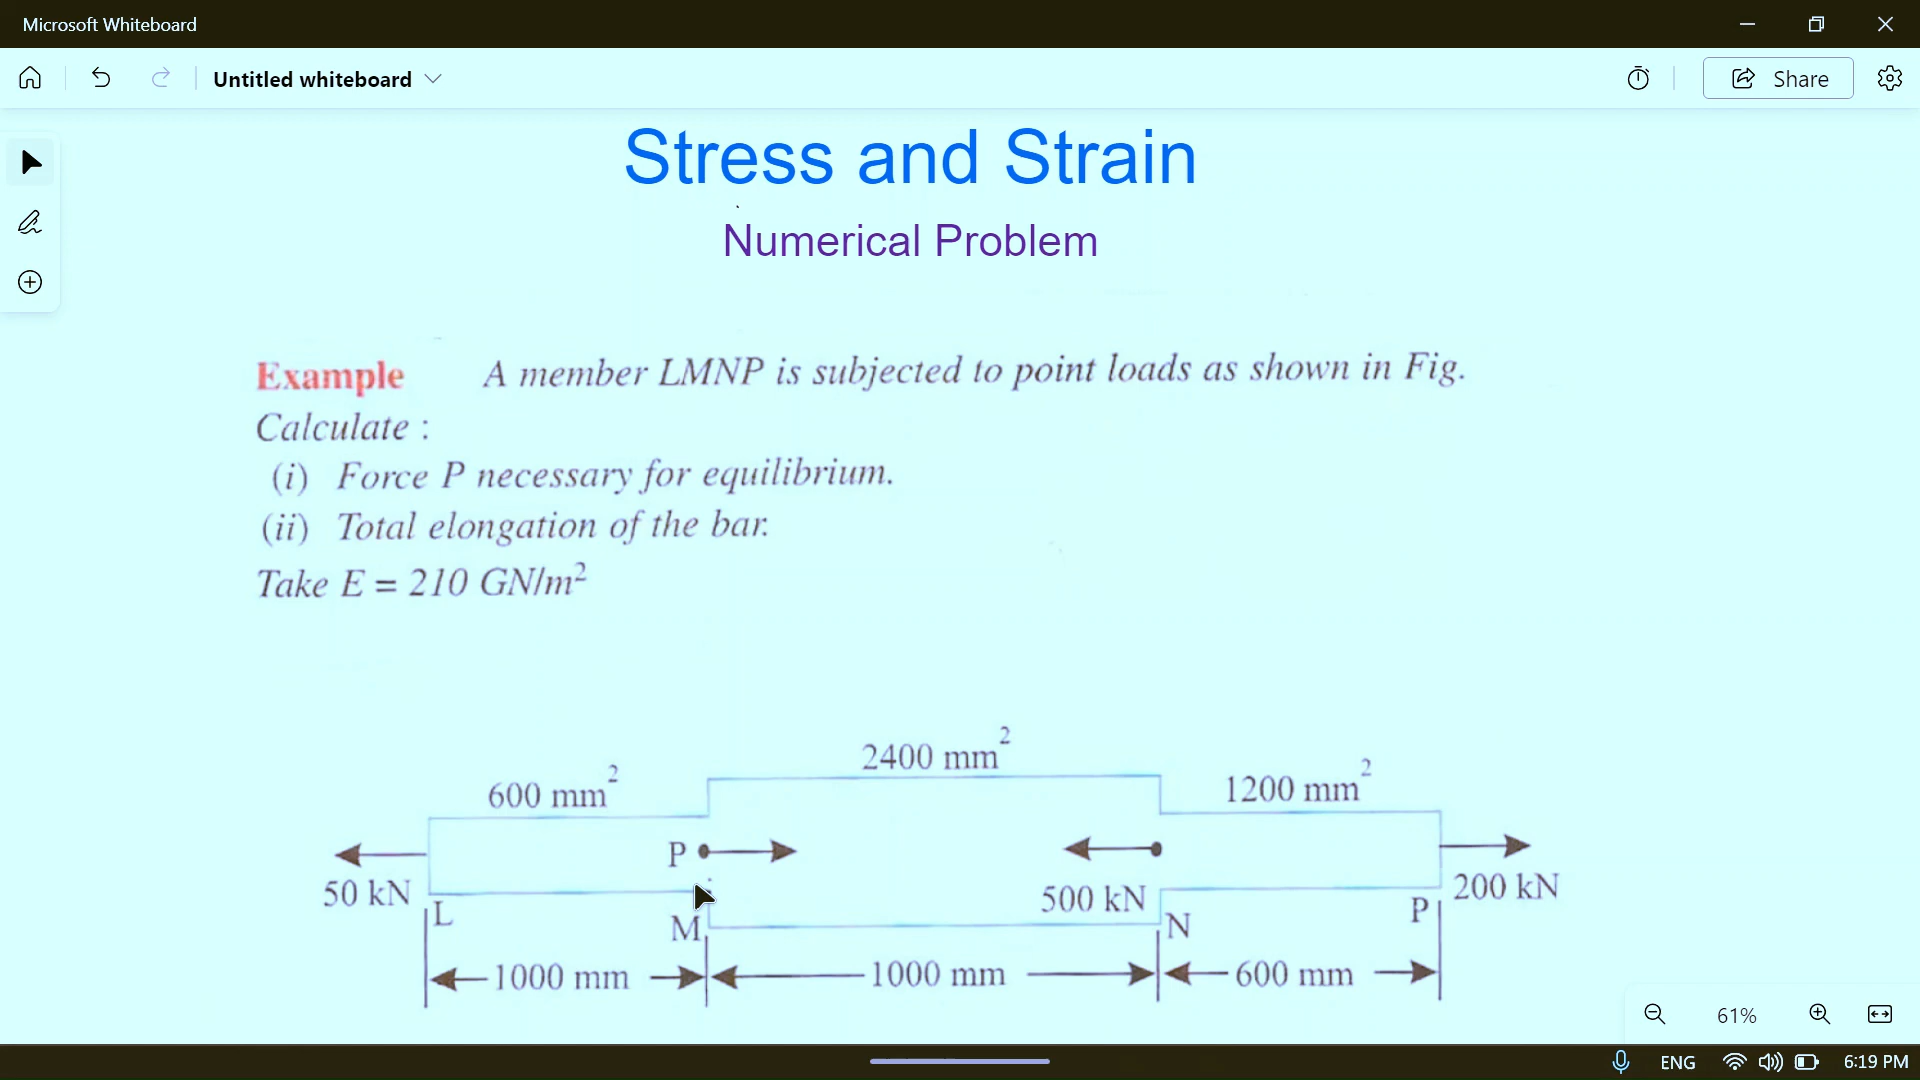 Microsoft Whiteboard
Untitled whiteboard
Share
Stress and Strain
Numerical Problem
Example A member LMNP is subjected to point loads as shown in Fig.
Calculate :
(i) Force P necessary for equilibrium.
(ii) Total elongation of the bar.
Take E = 210 GN/m²
2400 mm²
600 mm²
1200 mm²
P
50 kN
500 kN
200 kN
L
M
N
P
1000 mm
1000 mm
600 mm
61%
ENG
6:19 PM